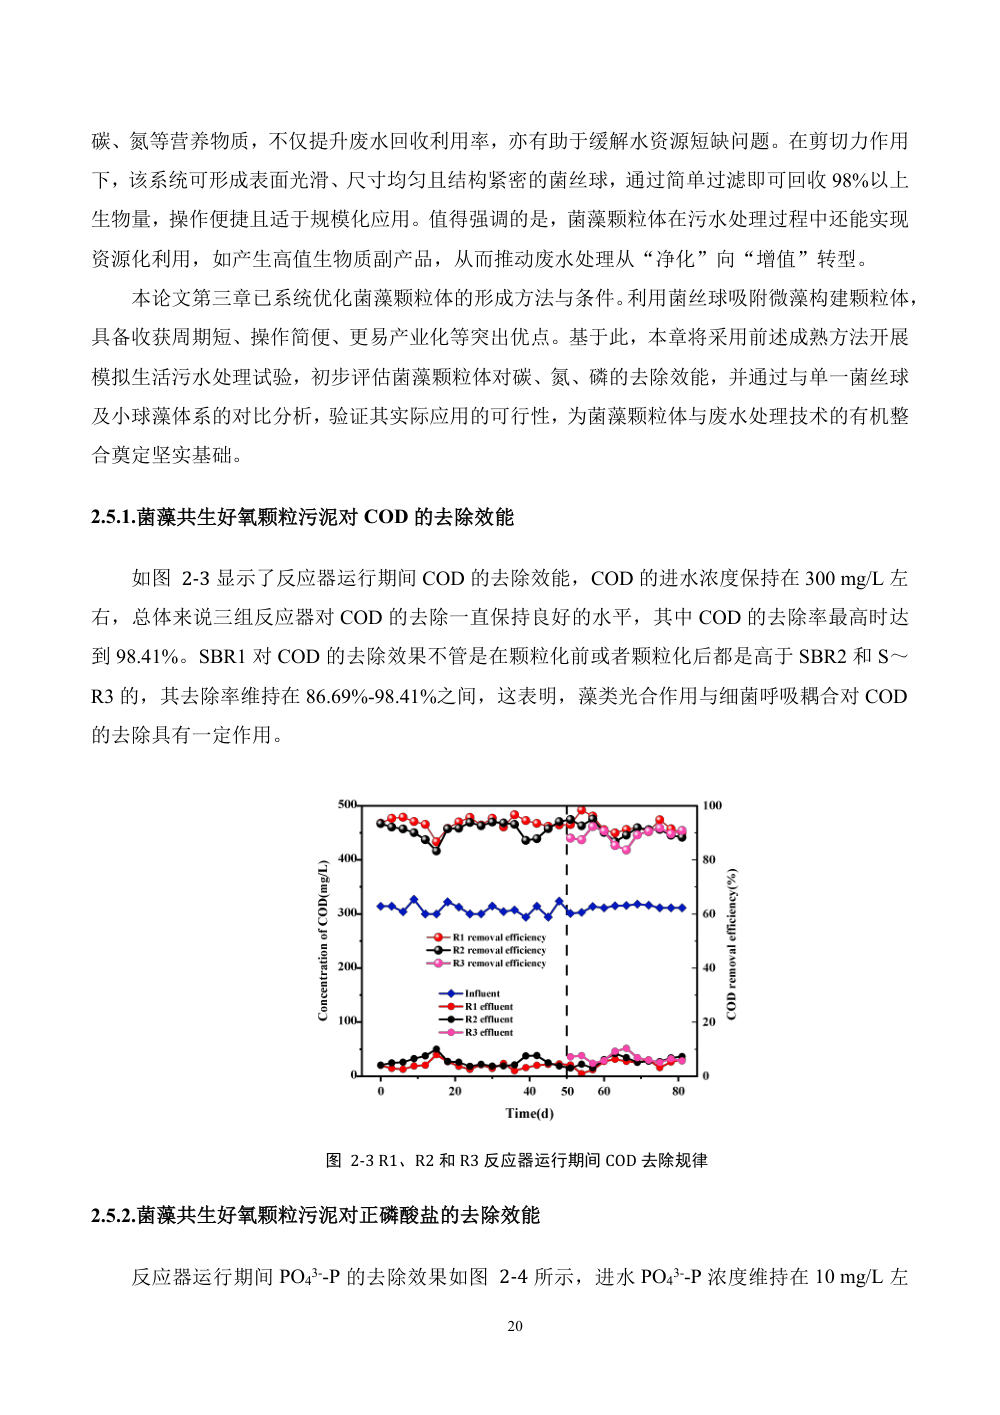 碳、氮等营养物质，不仅提升废水回收利用率，亦有助于缓解水资源短缺问题。在剪切力作用
下，该系统可形成表面光滑、尺寸均匀且结构紧密的菌丝球，通过简单过滤即可回收 98%以上
生物量，操作便捷且适于规模化应用。值得强调的是，菌藻颗粒体在污水处理过程中还能实现
资源化利用，如产生高值生物质副产品，从而推动废水处理从“净化”向“增值”转型。
本论文第三章已系统优化菌藻颗粒体的形成方法与条件。利用菌丝球吸附微藻构建颗粒体，
具备收获周期短、操作简便、更易产业化等突出优点。基于此，本章将采用前述成熟方法开展
模拟生活污水处理试验，初步评估菌藻颗粒体对碳、氮、磷的去除效能，并通过与单一菌丝球
及小球藻体系的对比分析，验证其实际应用的可行性，为菌藻颗粒体与废水处理技术的有机整
合奠定坚实基础。
2.5.1.菌藻共生好氧颗粒污泥对 COD 的去除效能
如图 2-3 显示了反应器运行期间 COD 的去除效能，COD 的进水浓度保持在 300 mg/L 左
右，总体来说三组反应器对 COD 的去除一直保持良好的水平，其中 COD 的去除率最高时达
到 98.41%。SBR1 对 COD 的去除效果不管是在颗粒化前或者颗粒化后都是高于 SBR2 和 S～
R3 的，其去除率维持在 86.69%-98.41%之间，这表明，藻类光合作用与细菌呼吸耦合对 COD
的去除具有一定作用。
500
400
300
200
100
0
Concentration of COD(mg/L)
R1 removal efficiency
R2 removal efficiency
R3 removal efficiency
Influent
R1 effluent
R2 effluent
R3 effluent
100
80
60
40
20
0
COD removal efficiency(%)
0 20 40 50 60 80
Time(d)
图 2-3 R1、R2 和 R3 反应器运行期间 COD 去除规律
2.5.2.菌藻共生好氧颗粒污泥对正磷酸盐的去除效能
反应器运行期间 PO₄³⁻-P 的去除效果如图 2-4 所示，进水 PO₄³⁻-P 浓度维持在 10 mg/L 左
20